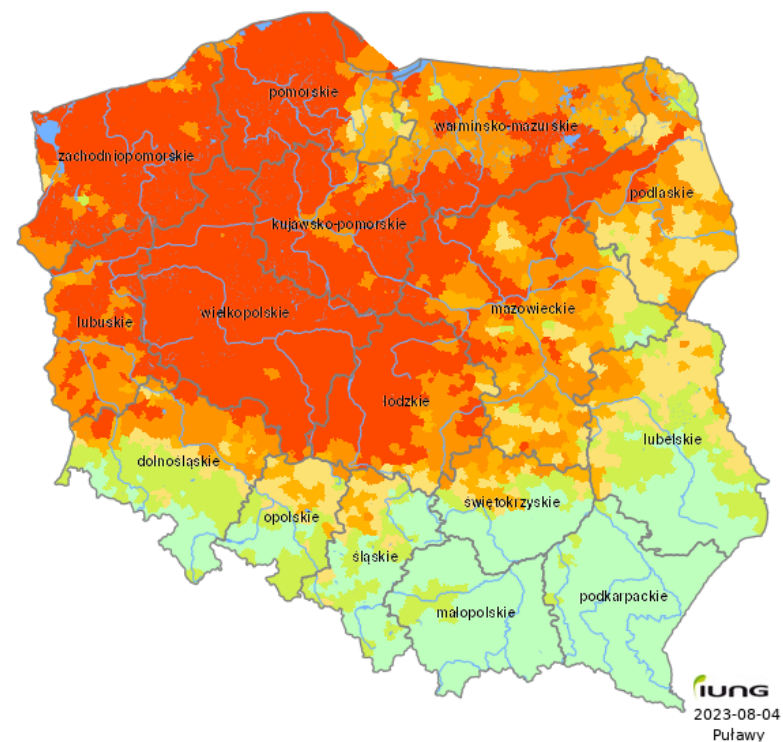 pomorskie
warmińsko-mazurskie
zachodniopomorskie
podlaskie
kujawsko-pomorskie
mazowieckie
wielkopolskie
lubuskie
łódzkie
lubelskie
dolnośląskie
świętokrzyskie
opolskie
śląskie
podkarpackie
małopolskie
IUNG
2023-08-04
Puławy